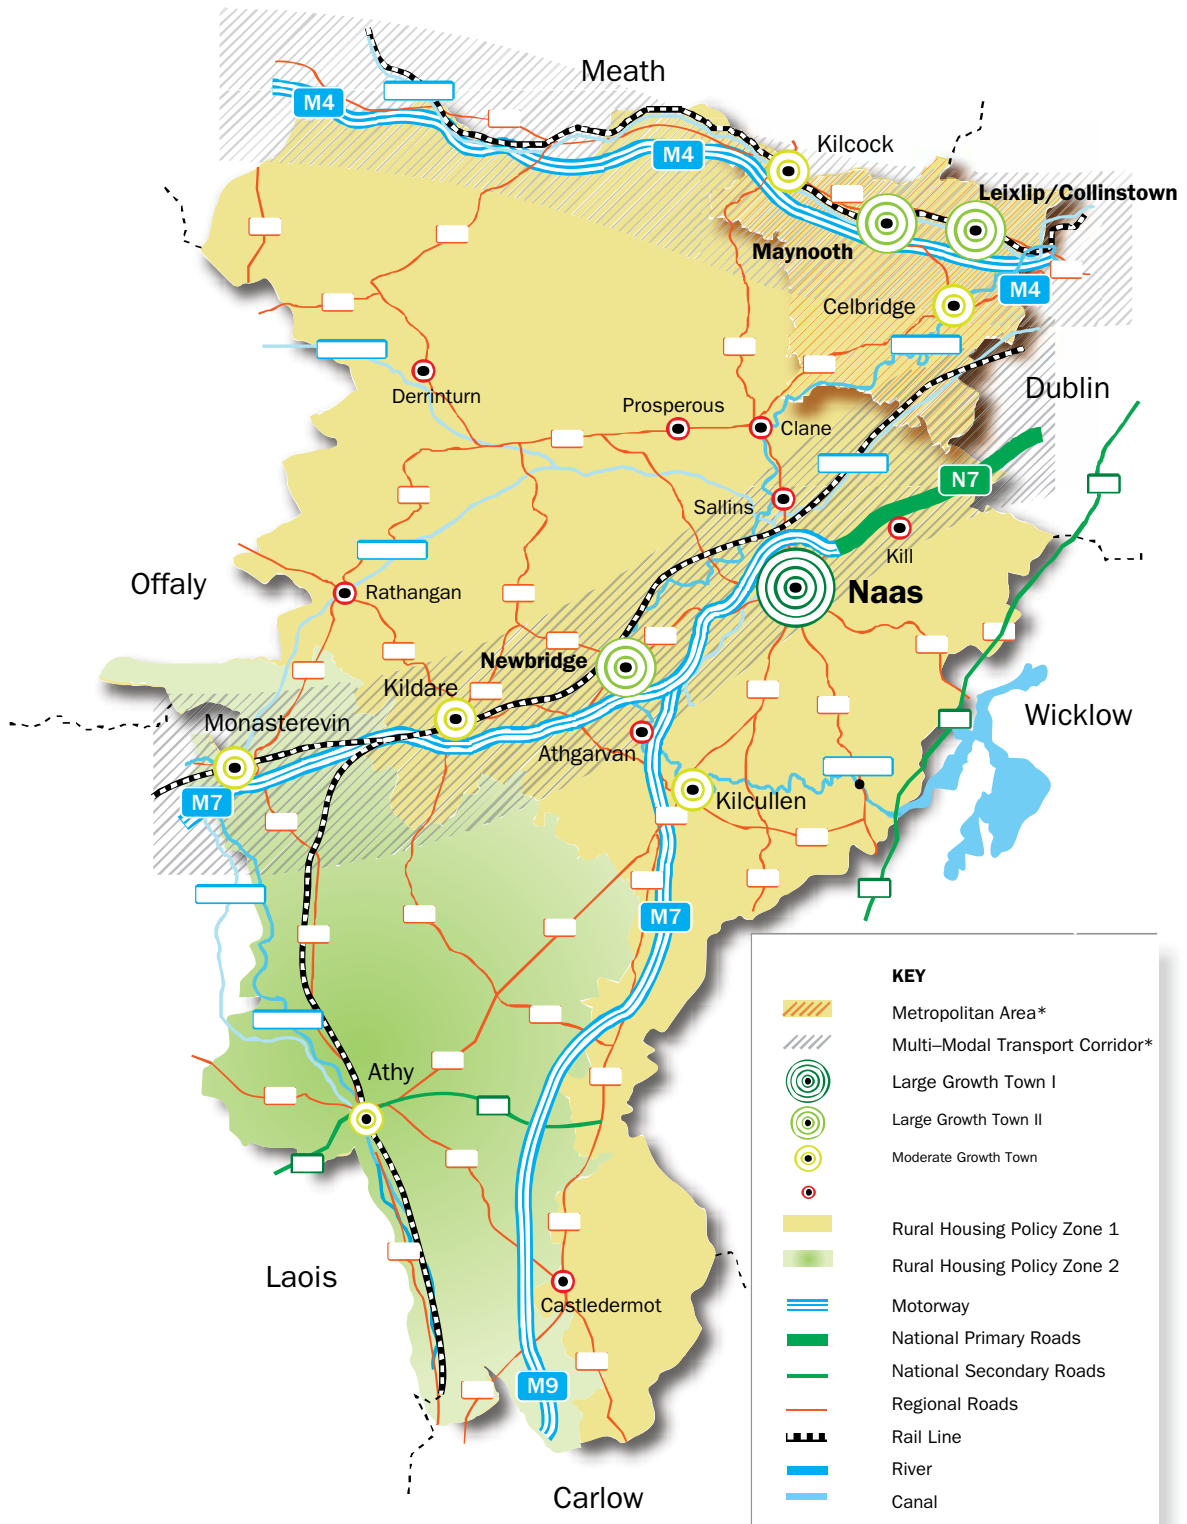 Meath
M4
M4
Kilcock
Leixlip/Collinstown
Maynooth
M4
Celbridge
Dublin
Derrinturn
Prosperous
Clane
N7
Sallins
Kill
Offaly
Rathangan
Naas
Newbridge
Kildare
Monasterevin
Wicklow
Athgarvan
M7
Kilcullen
M7
Athy
Laois
Castledermot
M9
Carlow
KEY
Metropolitan Area*
Multi–Modal Transport Corridor*
Large Growth Town I
Large Growth Town II
Moderate Growth Town
Rural Housing Policy Zone 1
Rural Housing Policy Zone 2
Motorway
National Primary Roads
National Secondary Roads
Regional Roads
Rail Line
River
Canal